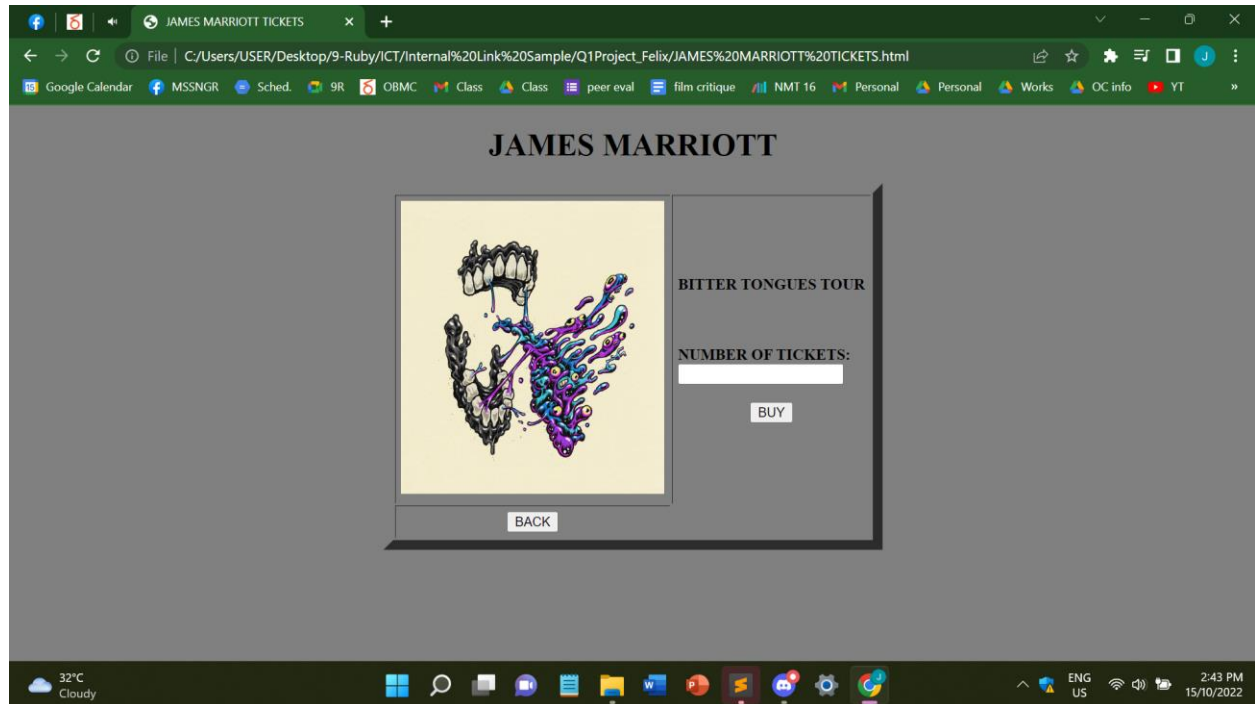 JAMES MARRIOTT TICKETS
File C:/Users/USER/Desktop/9-Ruby/ICT/Internal%20Link%20Sample/Q1Project_Felix/JAMES%20MARRIOTT%20TICKETS.html
J
15 Google Calendar MSSNGR Sched. 9R OBMC Class Class peer eval film critique NMT 16 Personal Personal Works OC info YT »
JAMES MARRIOTT
BITTER TONGUES TOUR
NUMBER OF TICKETS:
BUY
BACK
32°C
Cloudy
ENG
US
2:43 PM
15/10/2022